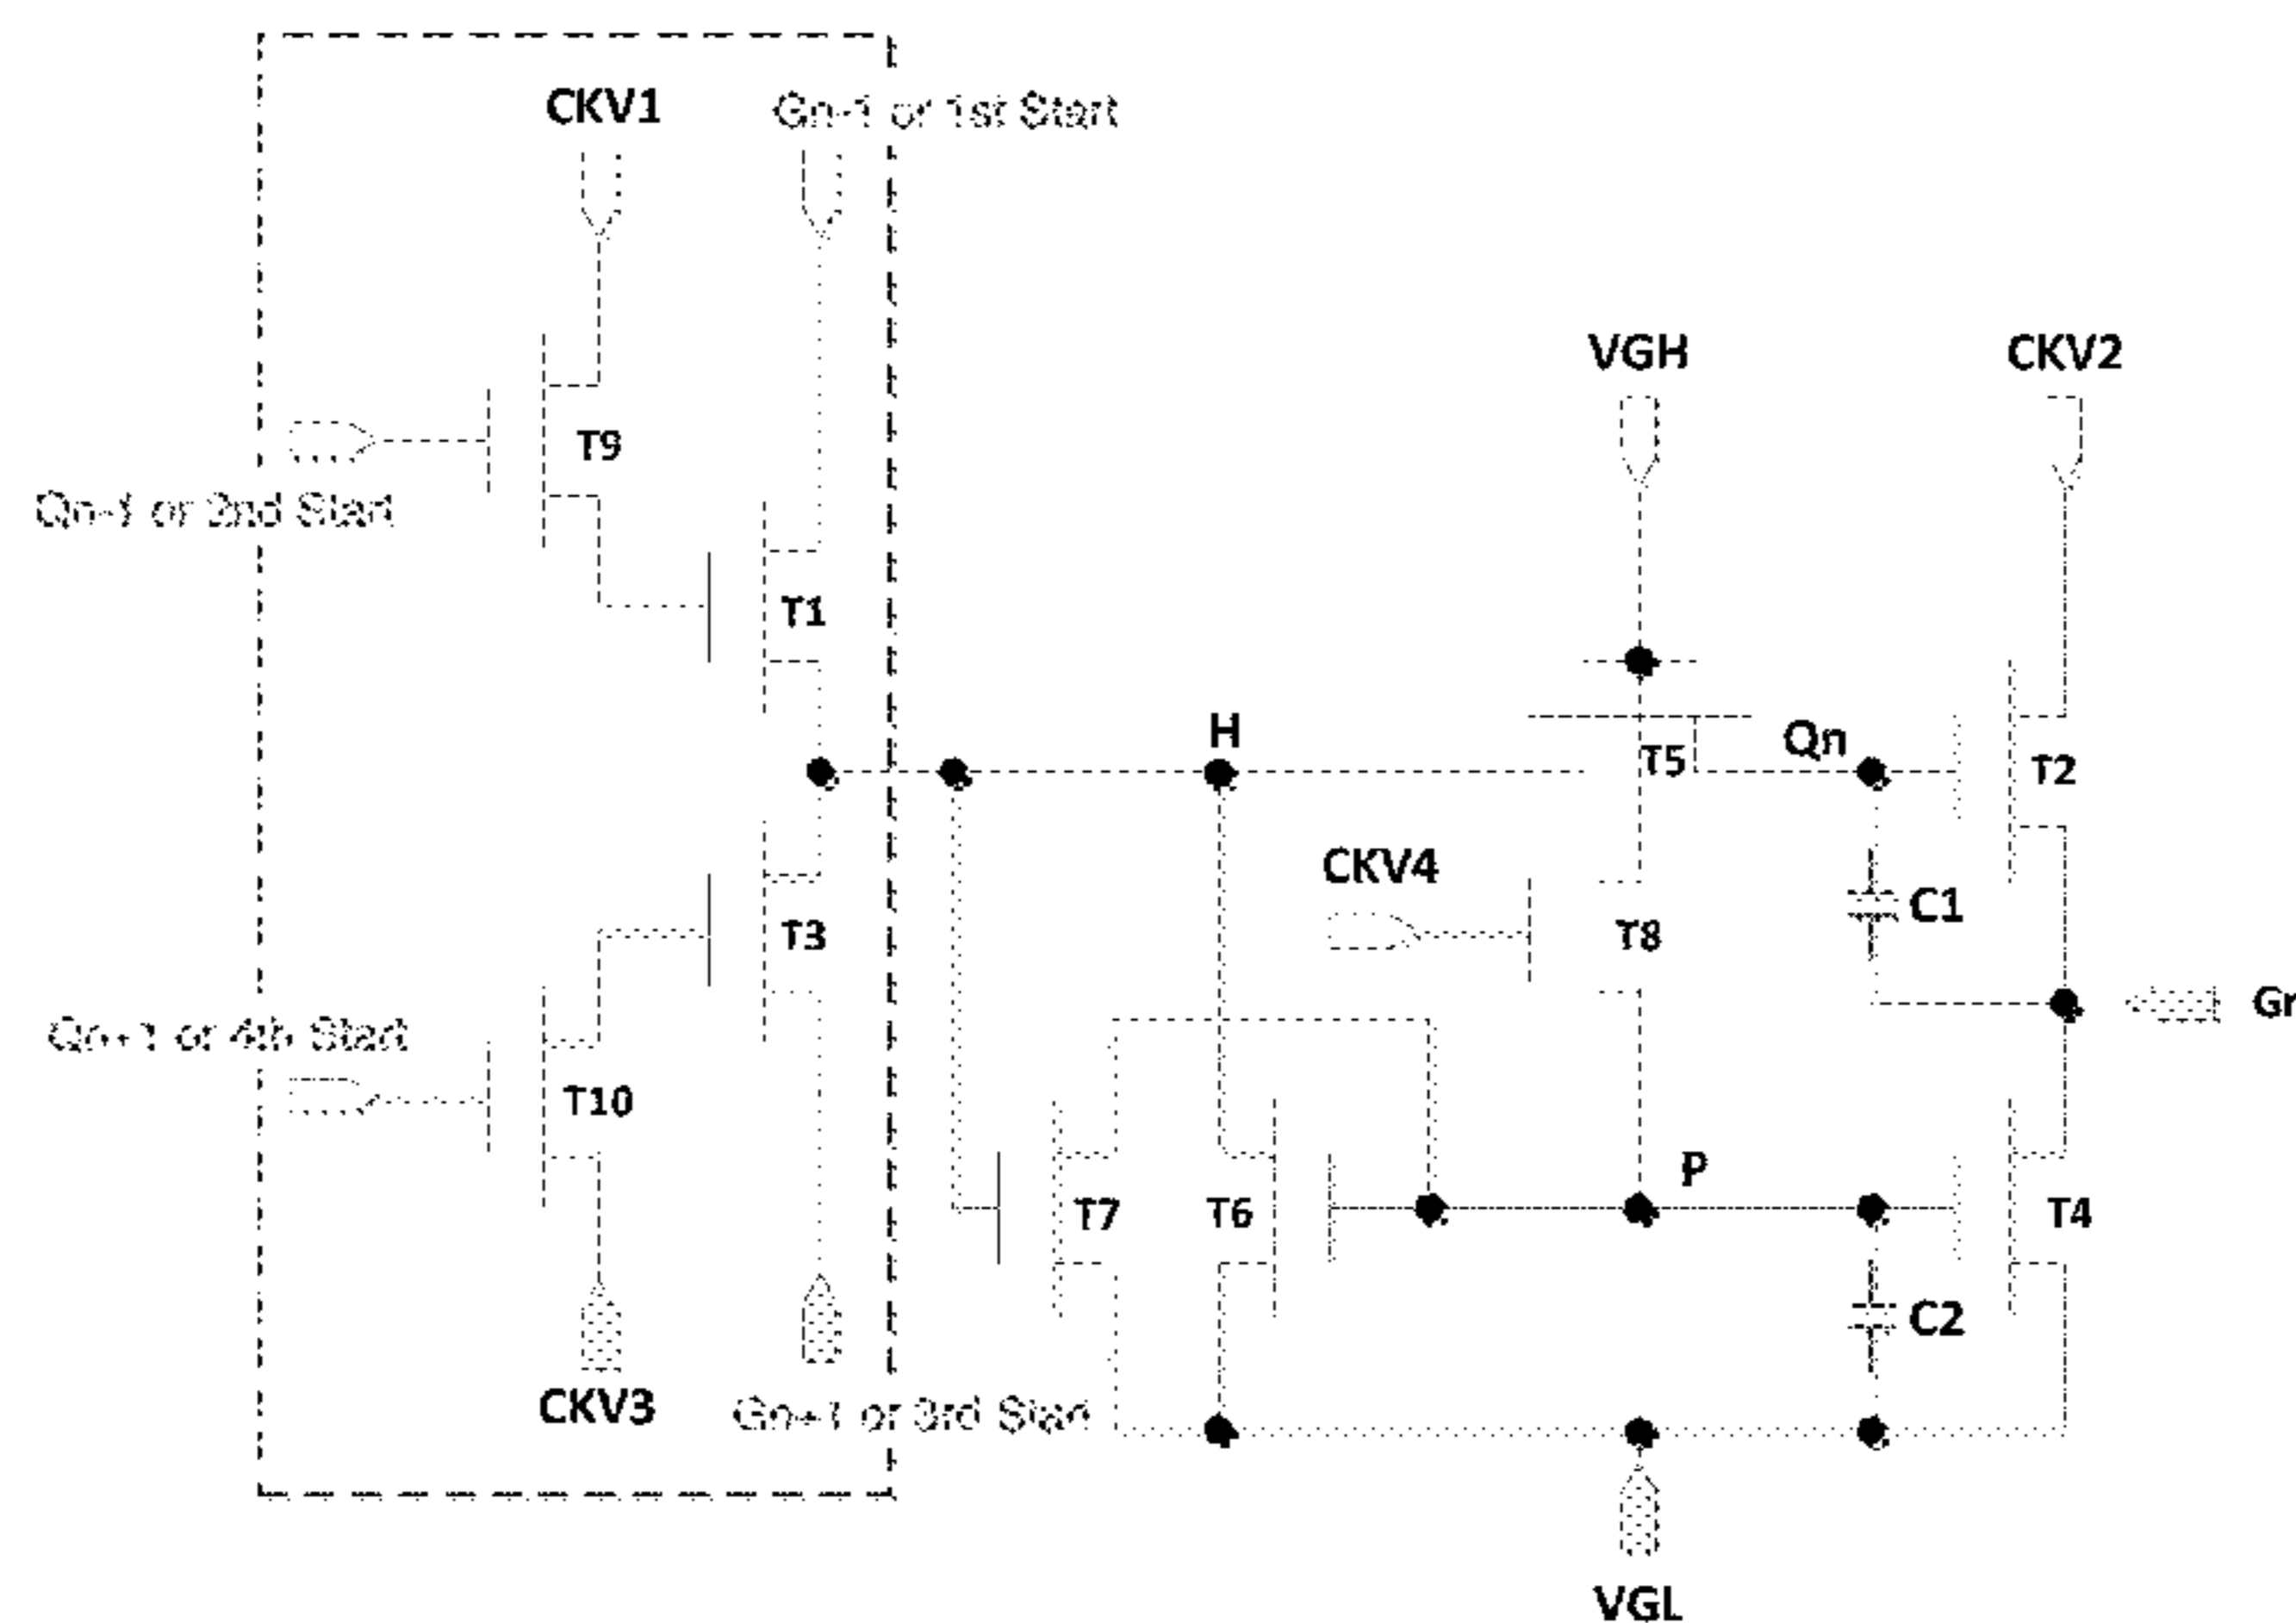 CKV1
Gn-1 or 1st Start
VGH
CKV2
T9
Qn-1 or 2nd Start
T1
H
T5
Qn
T2
CKV4
C1
T3
T8
Qn+1 or 4th Start
Gn
T10
P
T7
T6
T4
C2
CKV3
Gn+1 or 3rd Start
VGL